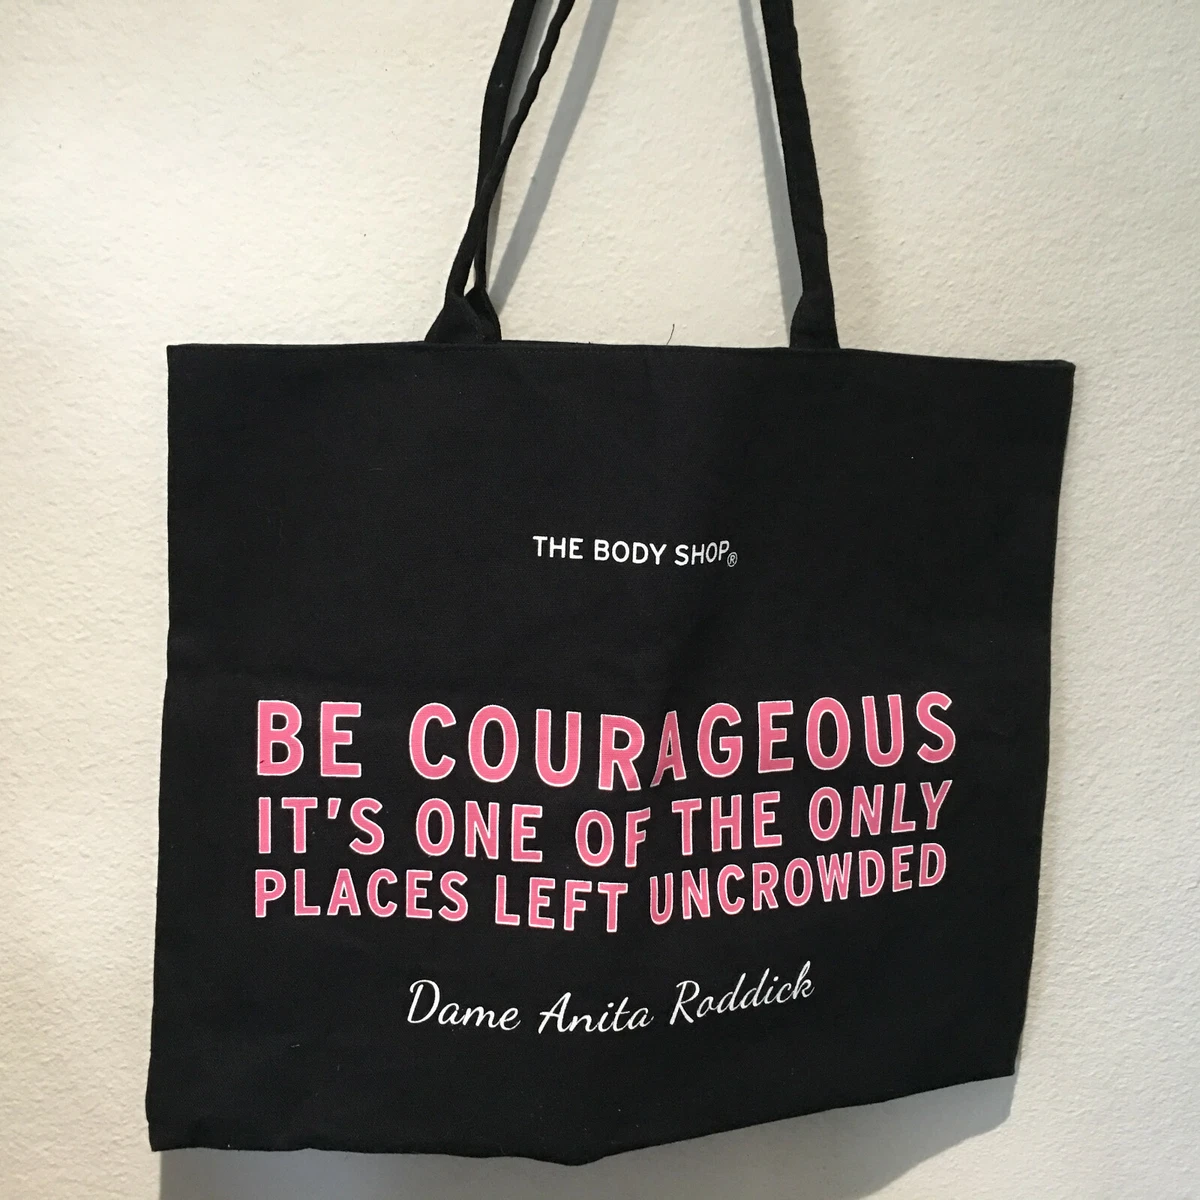 THE BODY SHOP®
BE COURAGEOUS
IT'S ONE OF THE ONLY
PLACES LEFT UNCROWDED
Dame Anita Roddick